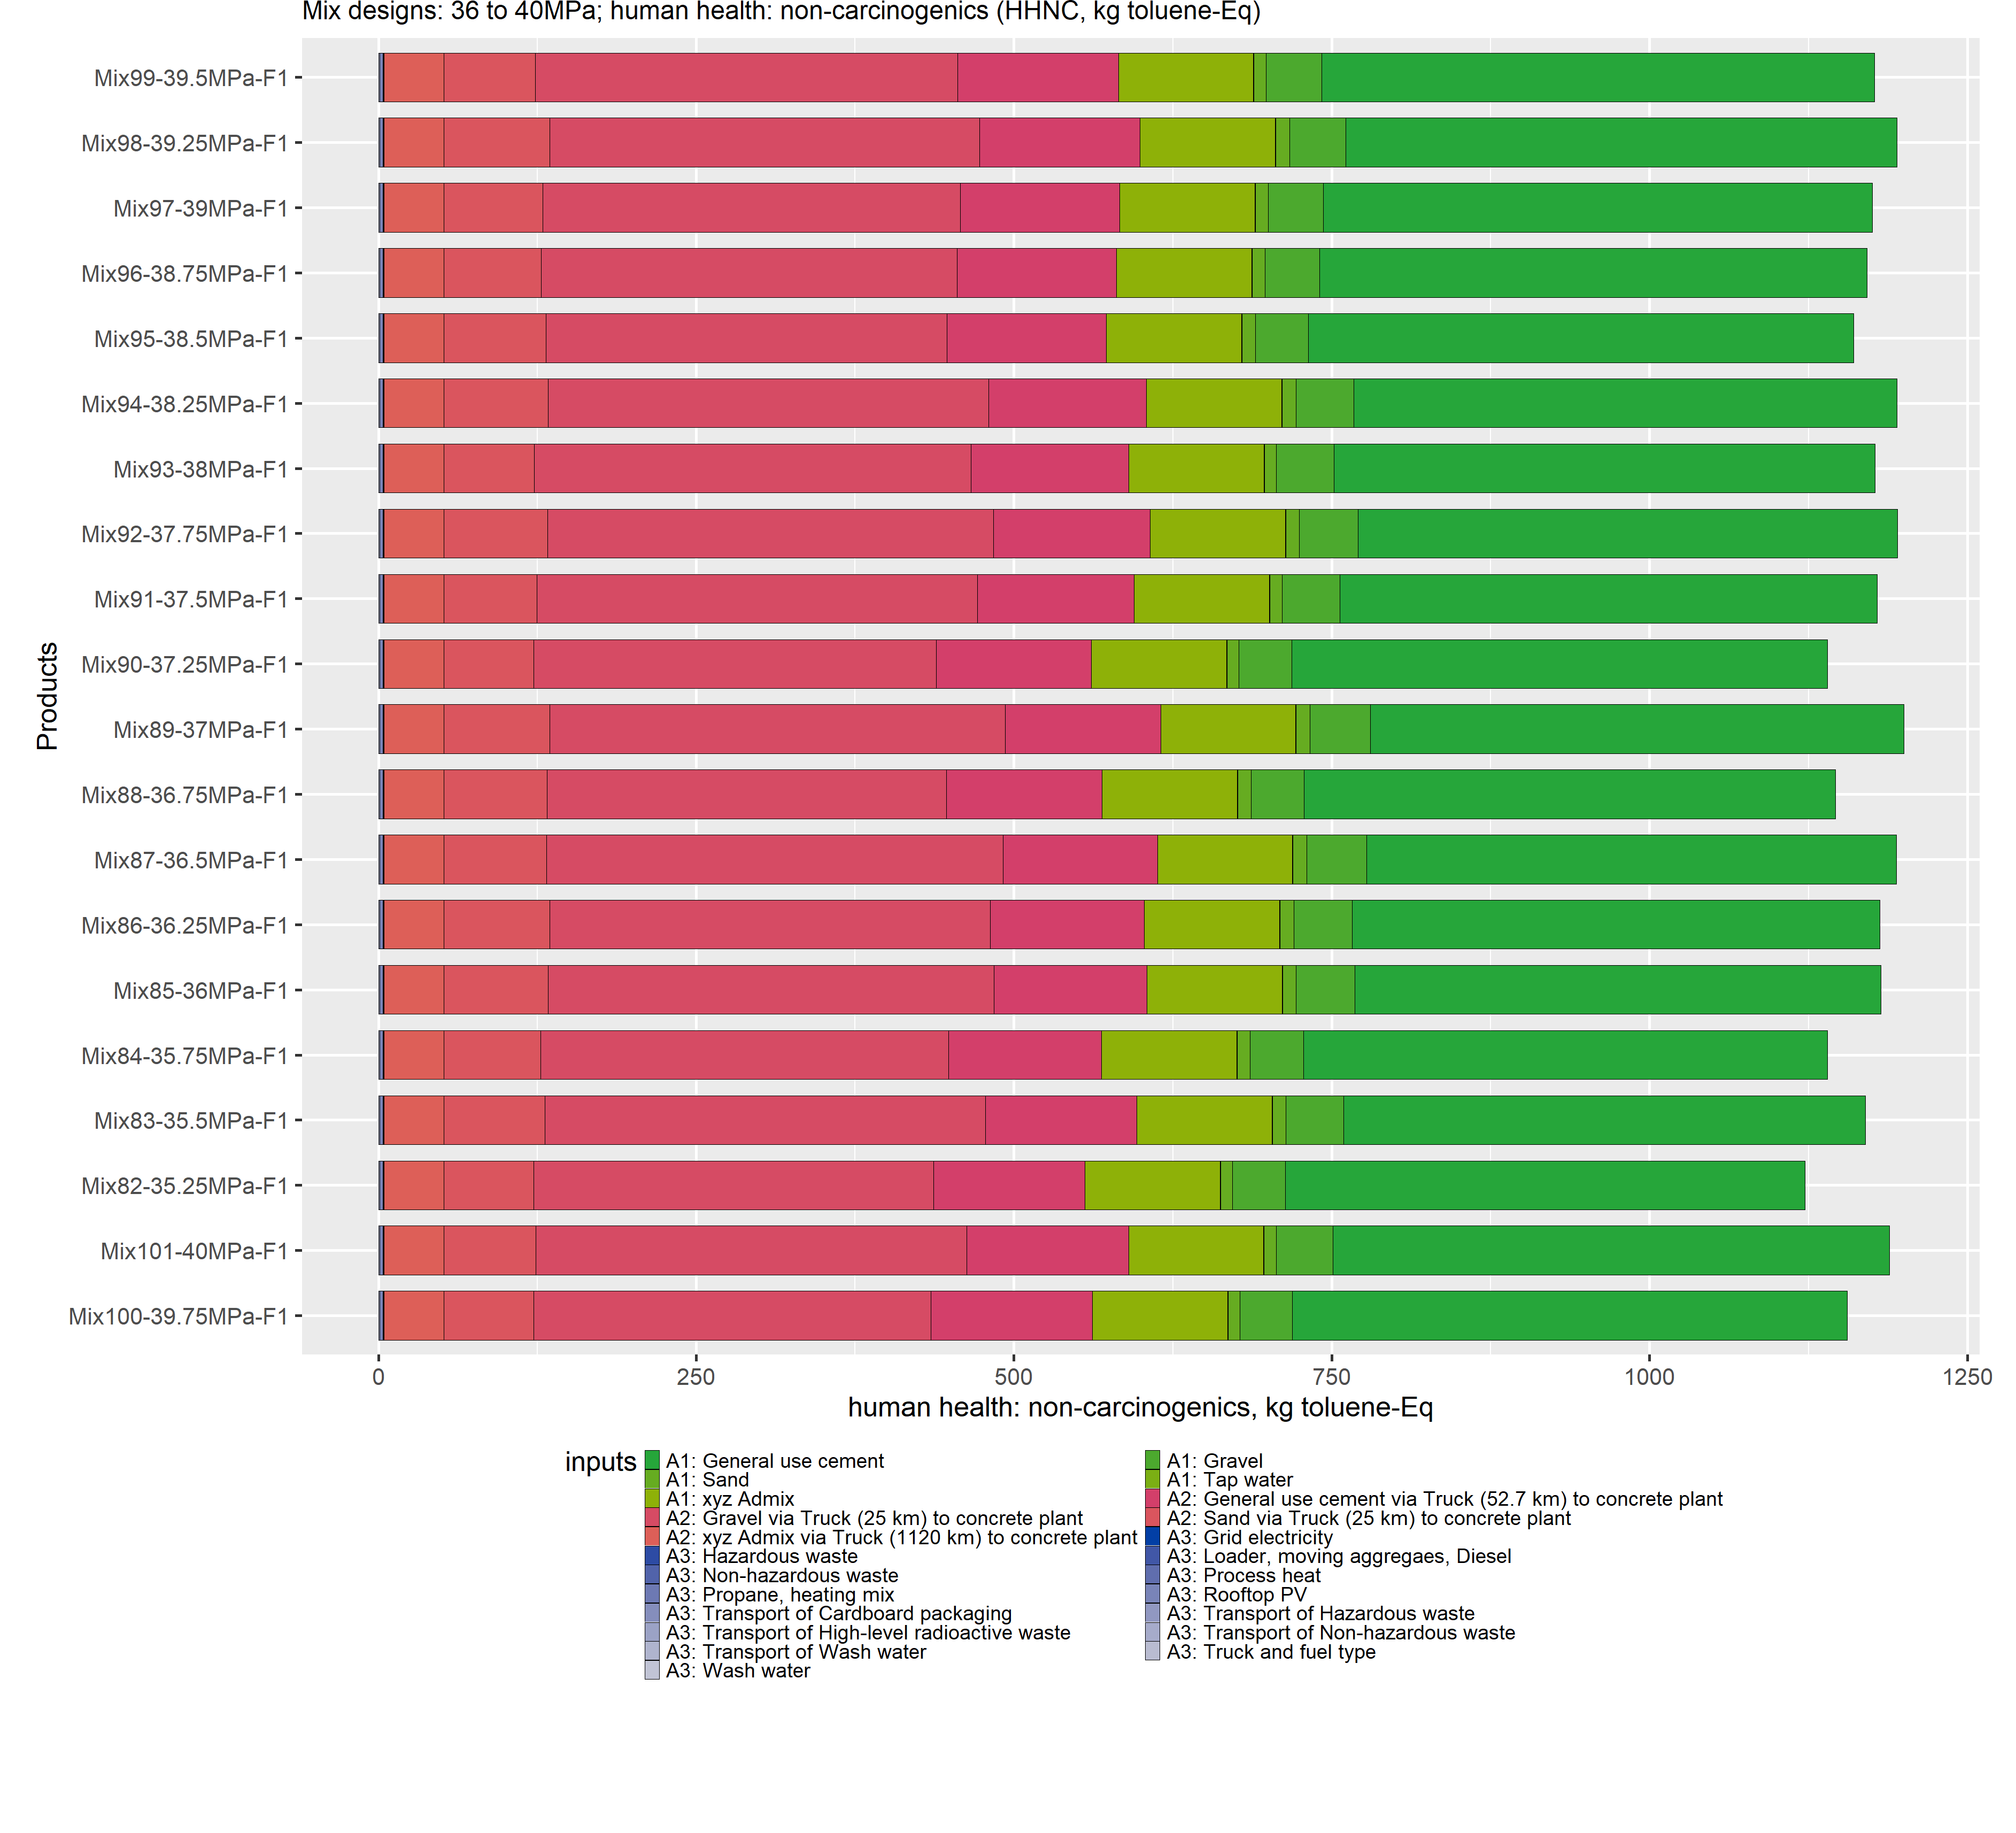 Mix designs: 36 to 40MPa; human health: non-carcinogenics (HHNC, kg toluene-Eq)
Products
Mix99-39.5MPa-F1
Mix98-39.25MPa-F1
Mix97-39MPa-F1
Mix96-38.75MPa-F1
Mix95-38.5MPa-F1
Mix94-38.25MPa-F1
Mix93-38MPa-F1
Mix92-37.75MPa-F1
Mix91-37.5MPa-F1
Mix90-37.25MPa-F1
Mix89-37MPa-F1
Mix88-36.75MPa-F1
Mix87-36.5MPa-F1
Mix86-36.25MPa-F1
Mix85-36MPa-F1
Mix84-35.75MPa-F1
Mix83-35.5MPa-F1
Mix82-35.25MPa-F1
Mix101-40MPa-F1
Mix100-39.75MPa-F1
0 250 500 750 1000 1250
human health: non-carcinogenics, kg toluene-Eq
inputs
A1: General use cement
A1: Gravel
A1: Sand
A1: Tap water
A1: xyz Admix
A2: General use cement via Truck (52.7 km) to concrete plant
A2: Gravel via Truck (25 km) to concrete plant
A2: Sand via Truck (25 km) to concrete plant
A2: xyz Admix via Truck (1120 km) to concrete plant
A3: Grid electricity
A3: Hazardous waste
A3: Loader, moving aggregaes, Diesel
A3: Non-hazardous waste
A3: Process heat
A3: Propane, heating mix
A3: Rooftop PV
A3: Transport of Cardboard packaging
A3: Transport of Hazardous waste
A3: Transport of High-level radioactive waste
A3: Transport of Non-hazardous waste
A3: Transport of Wash water
A3: Truck and fuel type
A3: Wash water